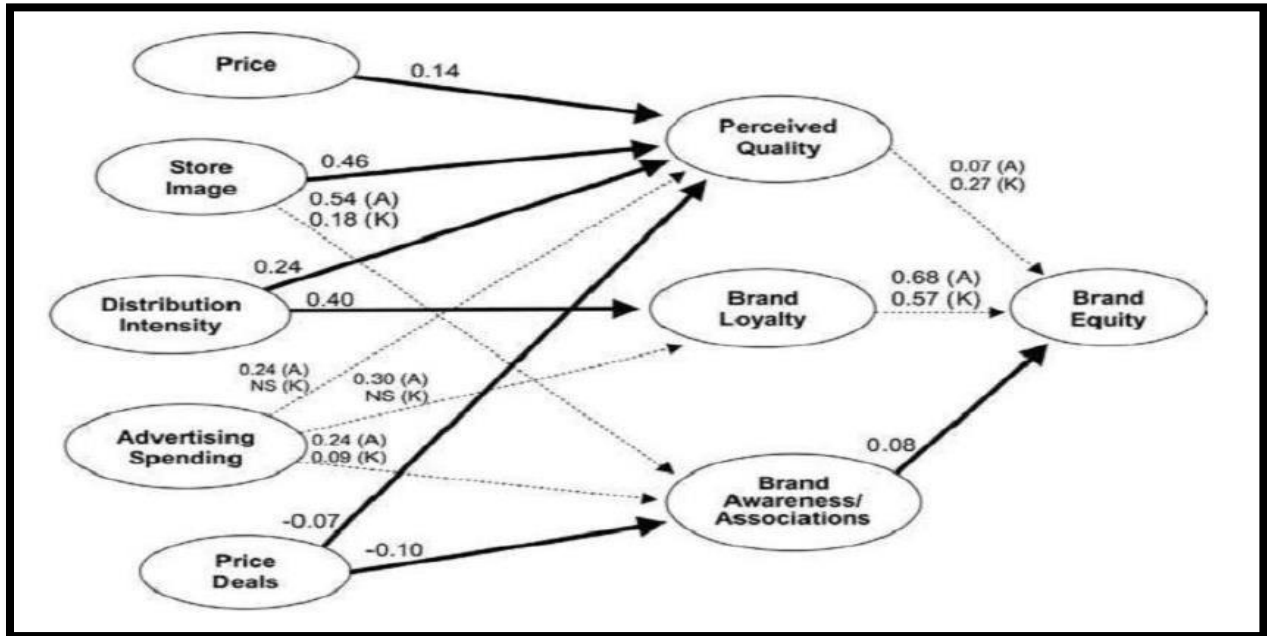 Price
0.14
Perceived
Quality
Store
Image
0.46
0.54 (A)
0.18 (K)
0.07 (A)
0.27 (K)
Distribution
Intensity
0.24
0.40
Brand
Loyalty
0.68 (A)
0.57 (K)
Brand
Equity
0.24 (A)
NS (K)
0.30 (A)
NS (K)
Advertising
Spending
0.24 (A)
0.09 (K)
Brand
Awareness/
Associations
0.08
Price
Deals
-0.07
-0.10